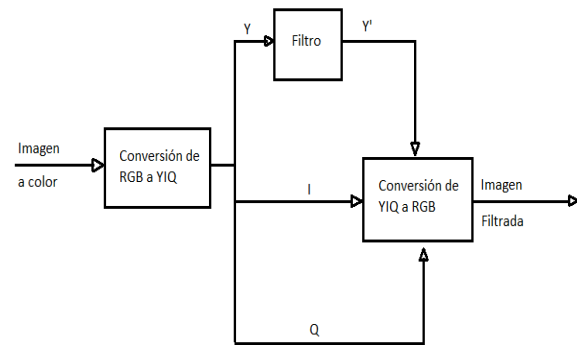 Y
Filtro
Y'
Imagen
a color
Conversión de
RGB a YIQ
I
Conversión de
YIQ a RGB
Imagen
Filtrada
Q